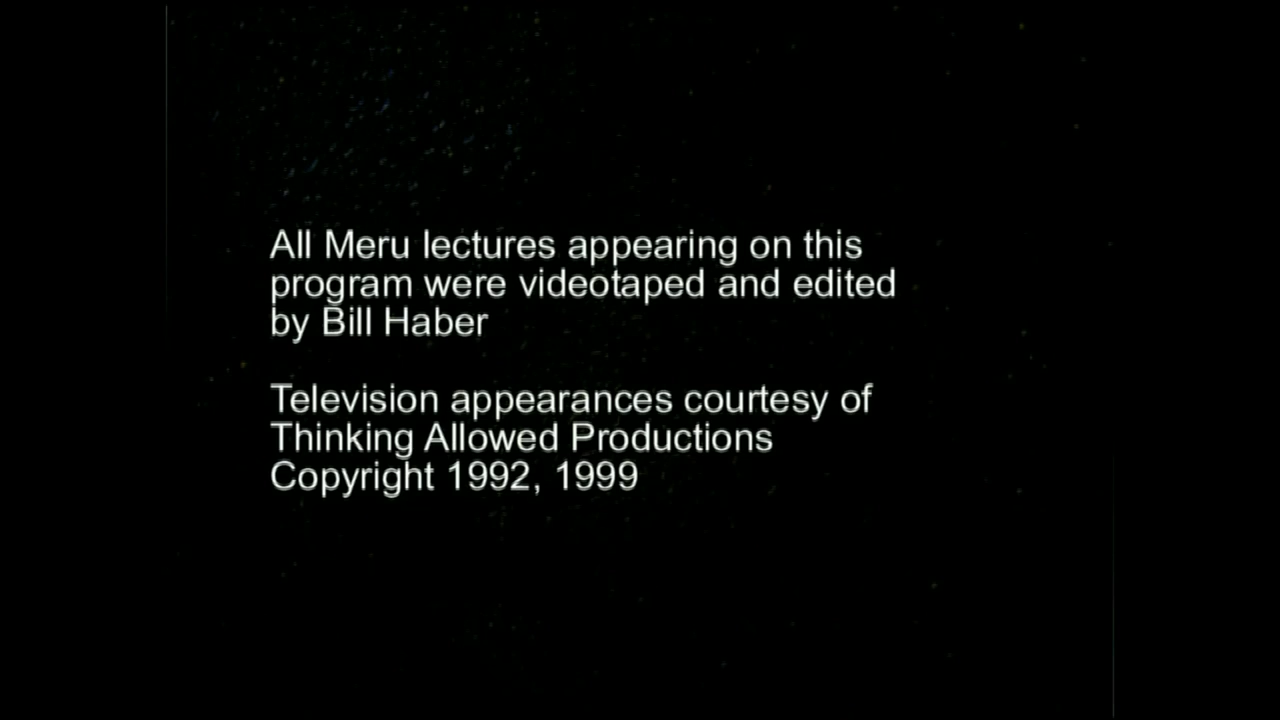 All Meru lectures appearing on this
program were videotaped and edited
by Bill Haber
Television appearances courtesy of
Thinking Allowed Productions
Copyright 1992, 1999